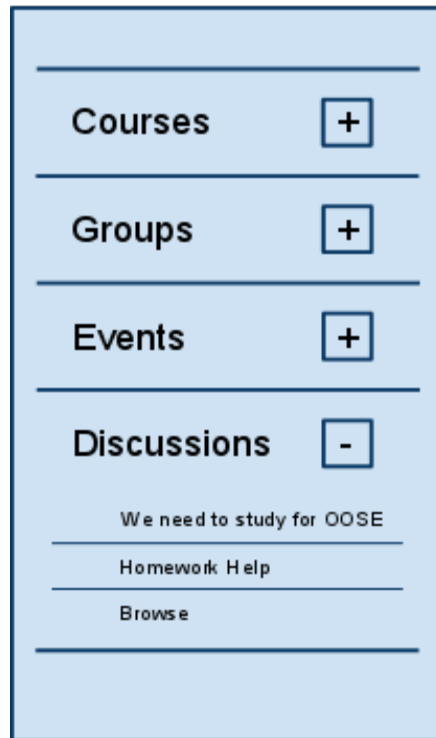 Courses +
Groups +
Events +
Discussions -
We need to study for OOSE
Homework Help
Browse